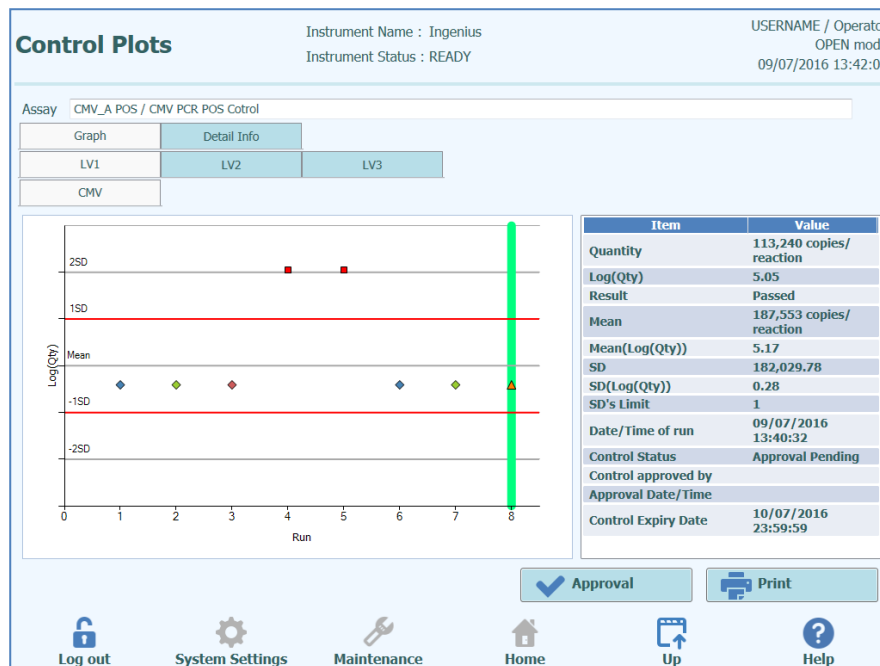 Control Plots
Instrument Name : Ingenius
Instrument Status : READY
USERNAME / Operato
OPEN mod
09/07/2016 13:42:0
Assay CMV_A POS / CMV PCR POS Cotrol
Graph Detail Info
LV1 LV2 LV3
CMV
2SD
1SD
Mean
-1SD
-2SD
Log(Qty)
0 1 2 3 4 5 6 7 8
Run
Item Value
Quantity 113,240 copies/
reaction
Log(Qty) 5.05
Result Passed
Mean 187,553 copies/
reaction
Mean(Log(Qty)) 5.17
SD 182,029.78
SD(Log(Qty)) 0.28
SD's Limit 1
Date/Time of run 09/07/2016
13:40:32
Control Status Approval Pending
Control approved by
Approval Date/Time
Control Expiry Date 10/07/2016
23:59:59
Approval Print
Log out System Settings Maintenance Home Up Help